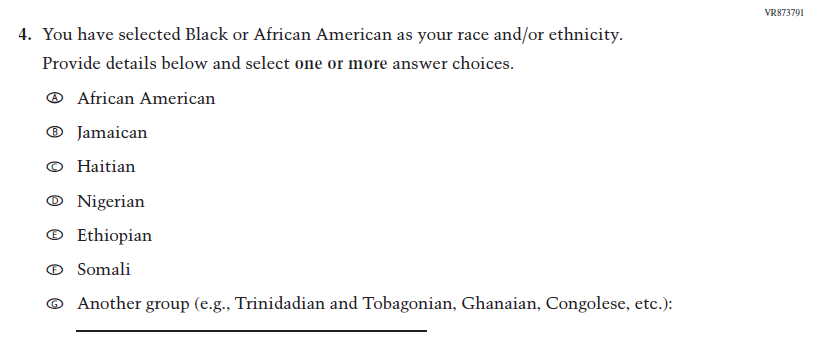 VR873791
4. You have selected Black or African American as your race and/or ethnicity.
Provide details below and select one or more answer choices.
A African American
B Jamaican
C Haitian
D Nigerian
E Ethiopian
F Somali
G Another group (e.g., Trinidadian and Tobagonian, Ghanaian, Congolese, etc.):